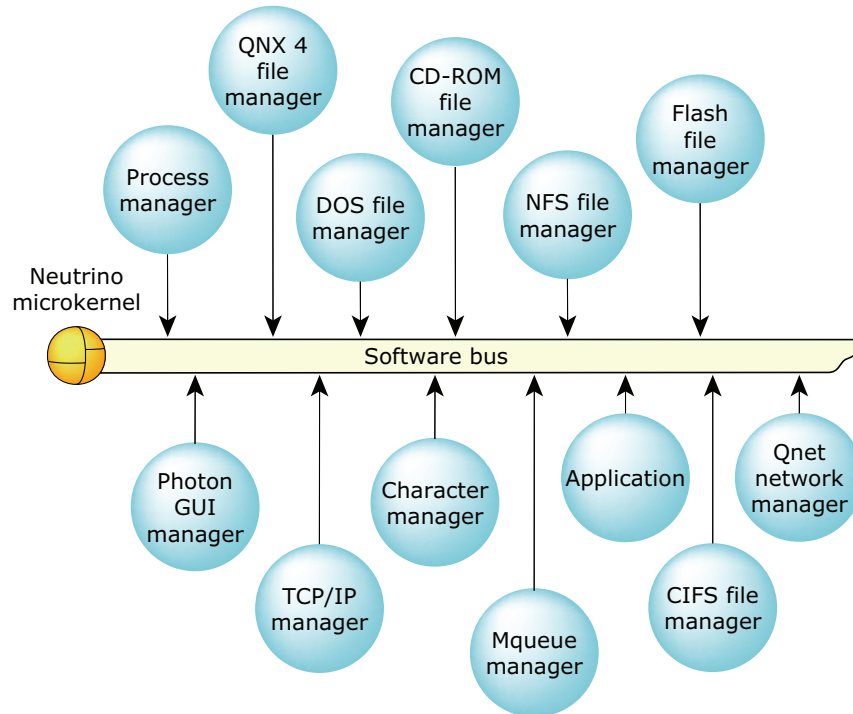 QNX 4
file
manager
CD-ROM
file
manager
Flash
file
manager
Process
manager
DOS file
manager
NFS file
manager
Neutrino
microkernel
Software bus
Photon
GUI
manager
Character
manager
Application
Qnet
network
manager
TCP/IP
manager
Mqueue
manager
CIFS file
manager